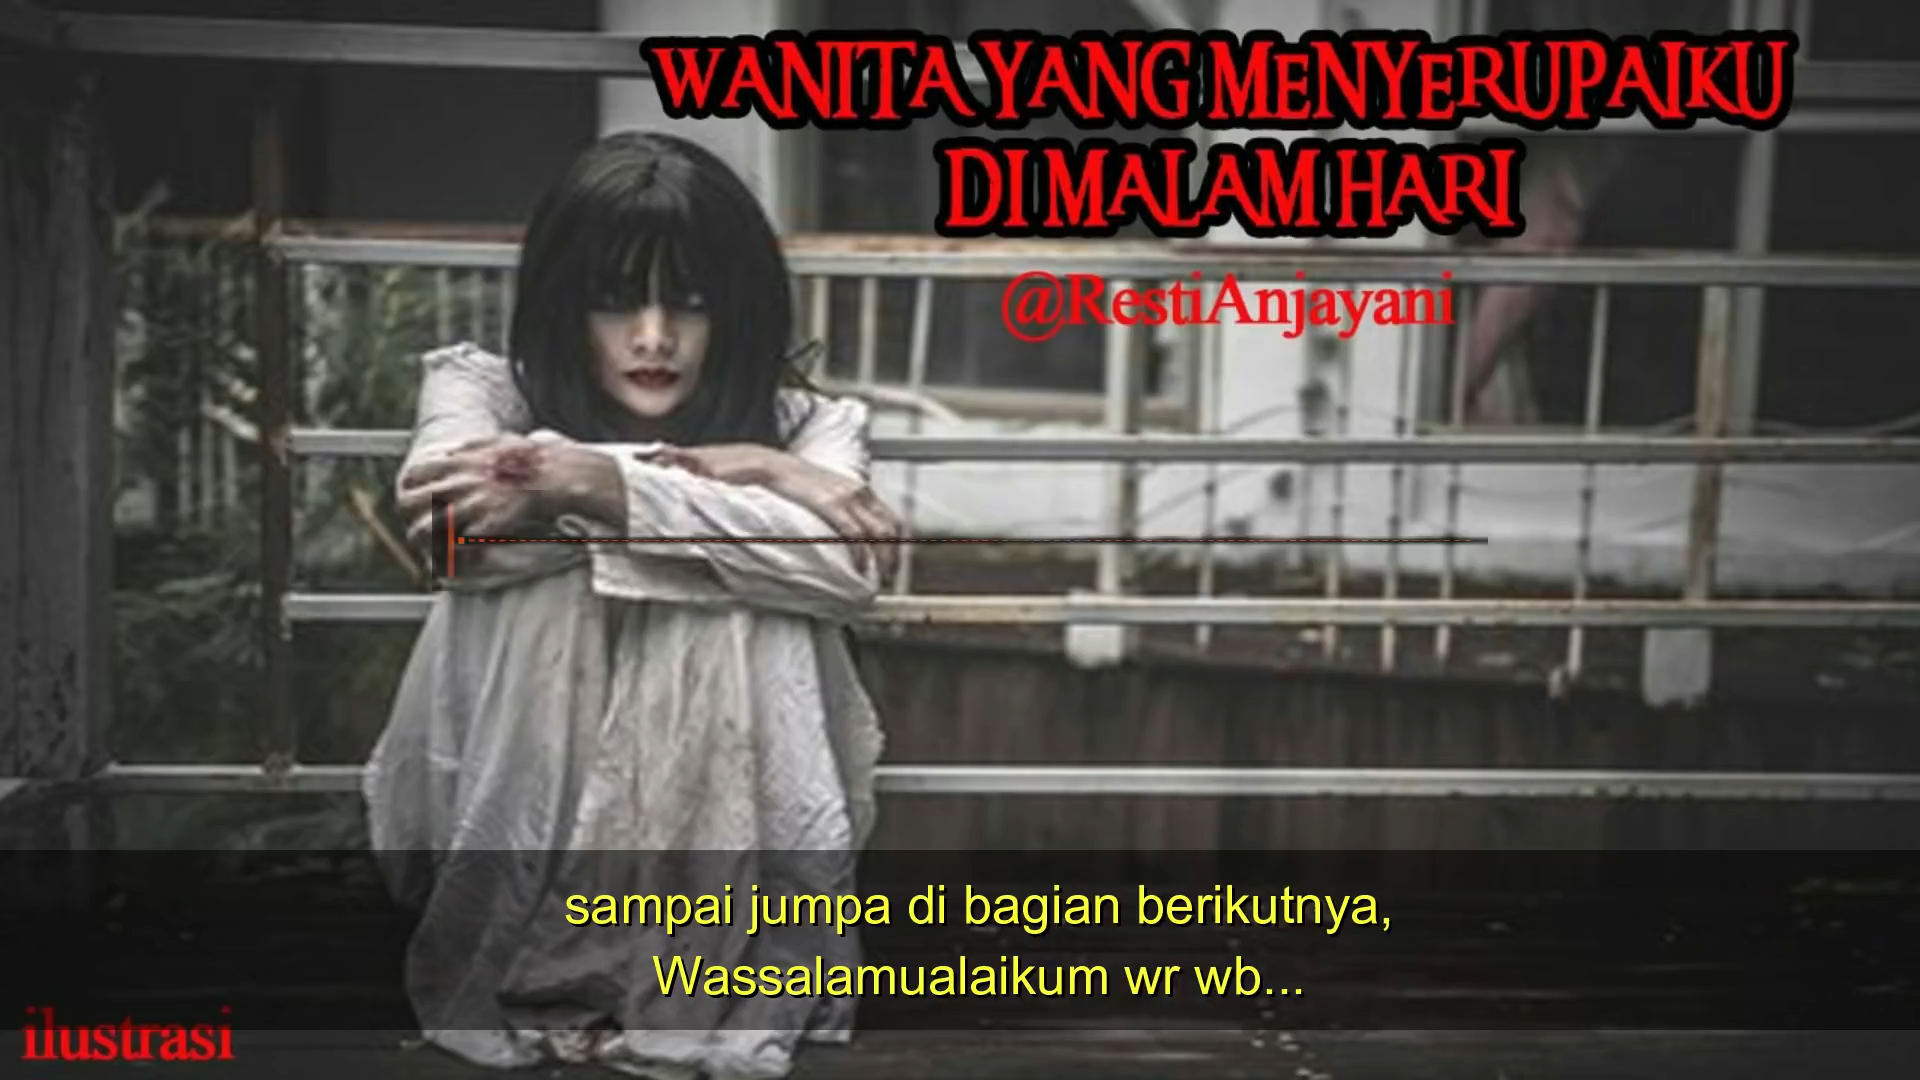 WANITA YANG MENYERUPAIKU
DI MALAM HARI
@RestiAnjayani
sampai jumpa di bagian berikutnya,
Wassalamualaikum wr wb...
ilustrasi